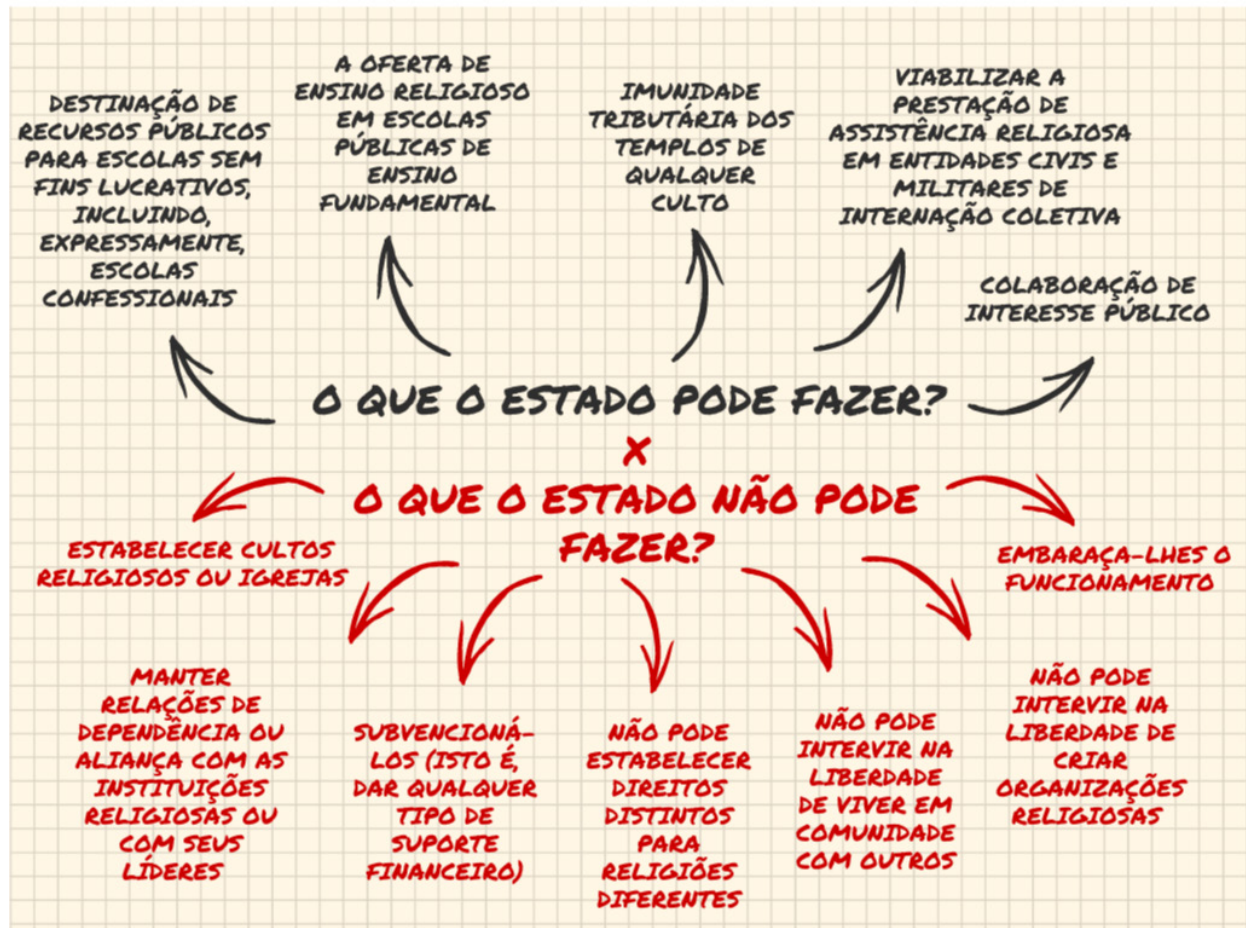 DESTINAÇÃO DE
RECURSOS PÚBLICOS
PARA ESCOLAS SEM
FINS LUCRATIVOS,
INCLUINDO,
EXPRESSAMENTE,
ESCOLAS
CONFESSIONAIS
A OFERTA DE
ENSINO RELIGIOSO
EM ESCOLAS
PÚBLICAS DE
ENSINO
FUNDAMENTAL
IMUNIDADE
TRIBUTÁRIA DOS
TEMPLOS DE
QUALQUER
CULTO
VIABILIZAR A
PRESTAÇÃO DE
ASSISTÊNCIA RELIGIOSA
EM ENTIDADES CIVIS E
MILITARES DE
INTERNAÇÃO COLETIVA
COLABORAÇÃO DE
INTERESSE PÚBLICO
O QUE O ESTADO PODE FAZER?
X
O QUE O ESTADO NÃO PODE
FAZER?
ESTABELECER CULTOS
RELIGIOSOS OU IGREJAS
EMBARAÇA-LHES O
FUNCIONAMENTO
MANTER
RELAÇÕES DE
DEPENDÊNCIA OU
ALIANÇA COM AS
INSTITUIÇÕES
RELIGIOSAS OU
COM SEUS
LÍDERES
SUBVENCIONÁ-
LOS (ISTO É,
DAR QUALQUER
TIPO DE
SUPORTE
FINANCEIRO)
NÃO PODE
ESTABELECER
DIREITOS
DISTINTOS
PARA
RELIGIÕES
DIFERENTES
NÃO PODE
INTERVIR NA
LIBERDADE
DE VIVER EM
COMUNIDADE
COM OUTROS
NÃO PODE
INTERVIR NA
LIBERDADE DE
CRIAR
ORGANIZAÇÕES
RELIGIOSAS